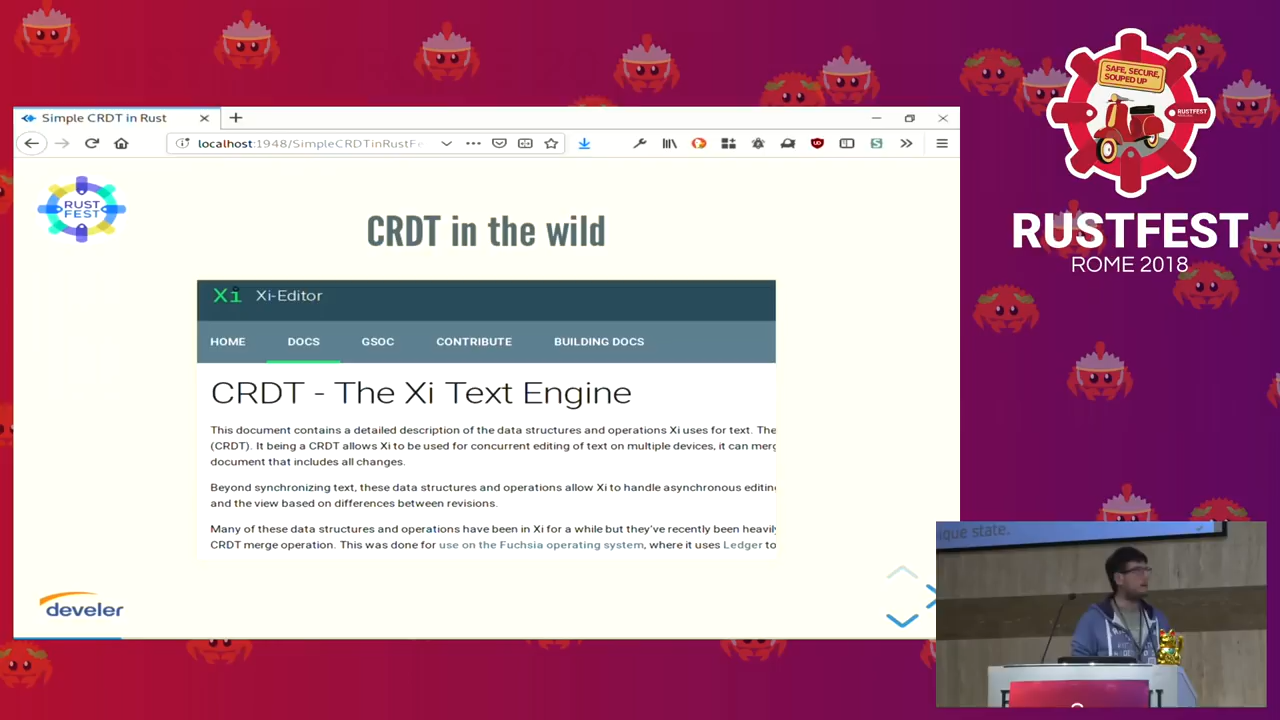 Simple CRDT in Rust
localhost:1948/SimpleCRDTinRustFe
RUST
FEST
CRDT in the wild
Xi Xi-Editor
HOME DOCS GSOC CONTRIBUTE BUILDING DOCS
CRDT - The Xi Text Engine
This document contains a detailed description of the data structures and operations Xi uses for text. The
(CRDT). It being a CRDT allows Xi to be used for concurrent editing of text on multiple devices, it can merg
document that includes all changes.
Beyond synchronizing text, these data structures and operations allow Xi to handle asynchronous editin
and the view based on differences between revisions.
Many of these data structures and operations have been in Xi for a while but they've recently been heavily
CRDT merge operation. This was done for use on the Fuchsia operating system, where it uses Ledger to
develer
SAFE, SECURE,
SOUPED UP
RUSTFEST
RUSTFEST
ROME 2018
ique state.